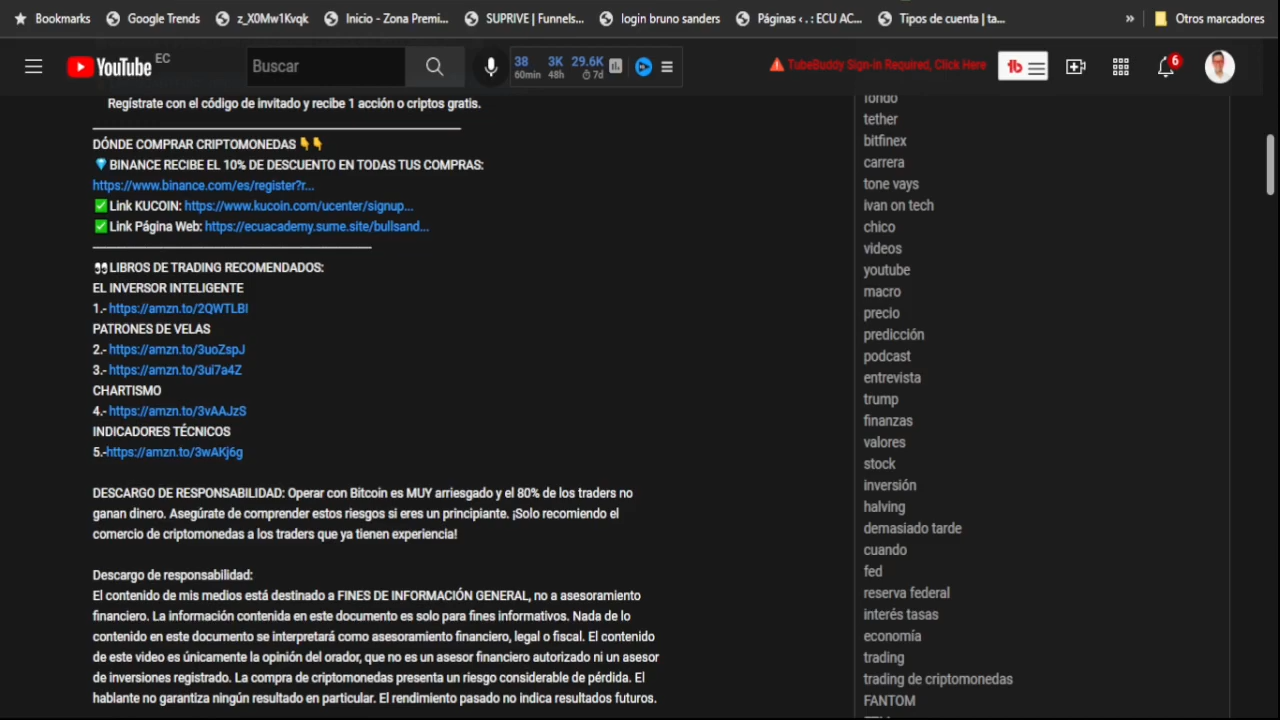 Bookmarks
Google Trends
z_X0Mw1Kvqk
Inicio - Zona Premi...
SUPRIVE | Funnels...
login bruno sanders
Páginas ‹ . : ECU AC...
Tipos de cuenta | ta...
»
Otros marcadores
YouTube EC
Buscar
38 3K 29.6K
60min 48h 7d
TubeBuddy Sign-in Required, Click Here
tb
6
Regístrate con el código de invitado y recibe 1 acción o criptos gratis.
DÓNDE COMPRAR CRIPTOMONEDAS 👇👇
💎BINANCE RECIBE EL 10% DE DESCUENTO EN TODAS TUS COMPRAS:
https://www.binance.com/es/register?r...
✅ Link KUCOIN: https://www.kucoin.com/ucenter/signup...
✅ Link Página Web: https://ecuacademy.sume.site/bullsand...
👀LIBROS DE TRADING RECOMENDADOS:
EL INVERSOR INTELIGENTE
1.- https://amzn.to/2QWTLBI
PATRONES DE VELAS
2.- https://amzn.to/3uoZspJ
3.- https://amzn.to/3ui7a4Z
CHARTISMO
4.- https://amzn.to/3vAAJzS
INDICADORES TÉCNICOS
5.-https://amzn.to/3wAKj6g
DESCARGO DE RESPONSABILIDAD: Operar con Bitcoin es MUY arriesgado y el 80% de los traders no
ganan dinero. Asegúrate de comprender estos riesgos si eres un principiante. ¡Solo recomiendo el
comercio de criptomonedas a los traders que ya tienen experiencia!
Descargo de responsabilidad:
El contenido de mis medios está destinado a FINES DE INFORMACIÓN GENERAL, no a asesoramiento
financiero. La información contenida en este documento es solo para fines informativos. Nada de lo
contenido en este documento se interpretará como asesoramiento financiero, legal o fiscal. El contenido
de este video es únicamente la opinión del orador, que no es un asesor financiero autorizado ni un asesor
de inversiones registrado. La compra de criptomonedas presenta un riesgo considerable de pérdida. El
hablante no garantiza ningún resultado en particular. El rendimiento pasado no indica resultados futuros.
fondo
tether
bitfinex
carrera
tone vays
ivan on tech
chico
videos
youtube
macro
precio
predicción
podcast
entrevista
trump
finanzas
valores
stock
inversión
halving
demasiado tarde
cuando
fed
reserva federal
interés tasas
economía
trading
trading de criptomonedas
FANTOM